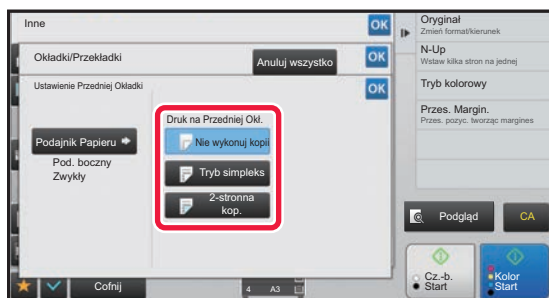 Inne
OK
Okładki/Przekładki
Anuluj wszystko
OK
Ustawienie Przedniej Okładki
OK
Druk na Przedniej Okł.
Podajnik Papieru
Pod. boczny
Zwykły
Nie wykonuj kopii
Tryb simpleks
2-stronna
kop.
Cofnij
4 A3
Oryginał
Zmień format/kierunek
N-Up
Wstaw kilka stron na jednej
Tryb kolorowy
Przes. Margin.
Przes. pozyc. tworząc margines
Podgląd
CA
Cz.-b.
Start
Kolor
Start